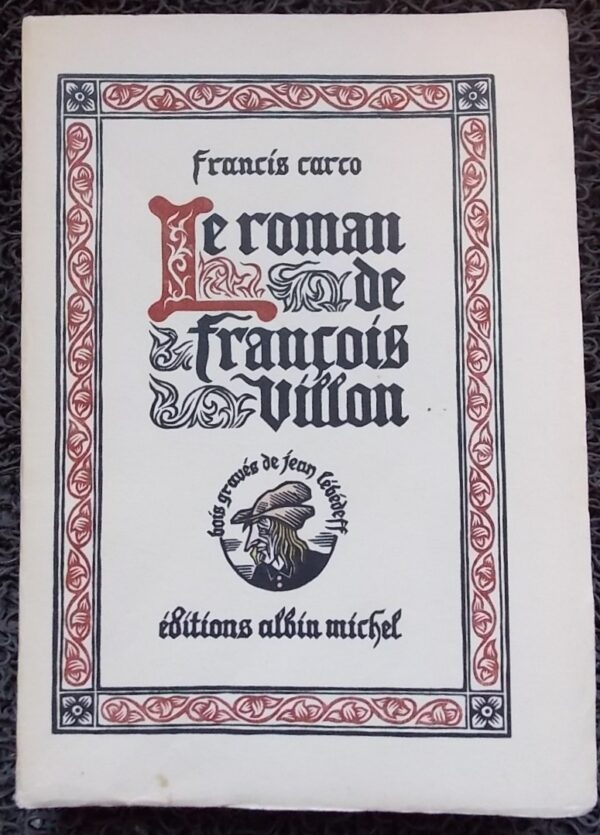 francis carco
Le roman
de
françois
villon
bois gravés de jean lébédeff
éditions albin michel